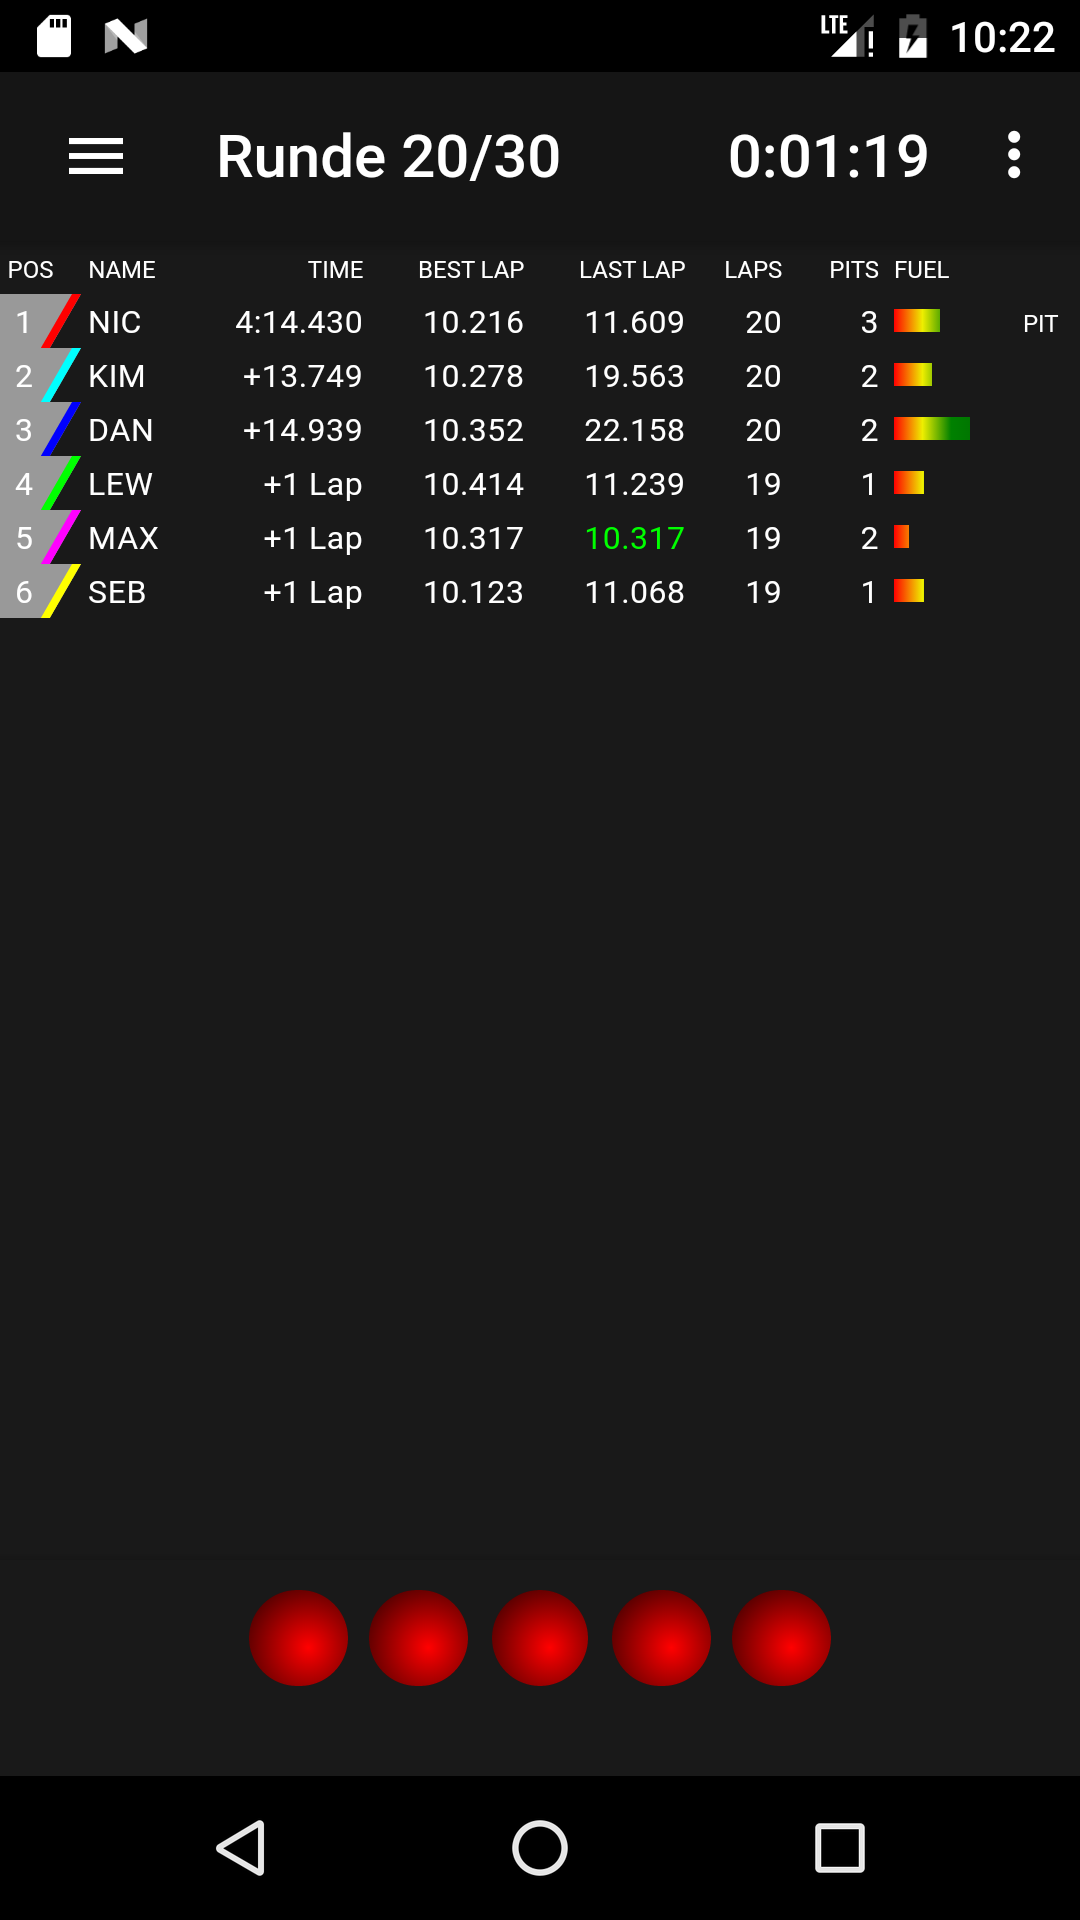 LTE 10:22
Runde 20/30 0:01:19
POS NAME TIME BEST LAP LAST LAP LAPS PITS FUEL
1 NIC 4:14.430 10.216 11.609 20 3 PIT
2 KIM +13.749 10.278 19.563 20 2
3 DAN +14.939 10.352 22.158 20 2
4 LEW +1 Lap 10.414 11.239 19 1
5 MAX +1 Lap 10.317 10.317 19 2
6 SEB +1 Lap 10.123 11.068 19 1